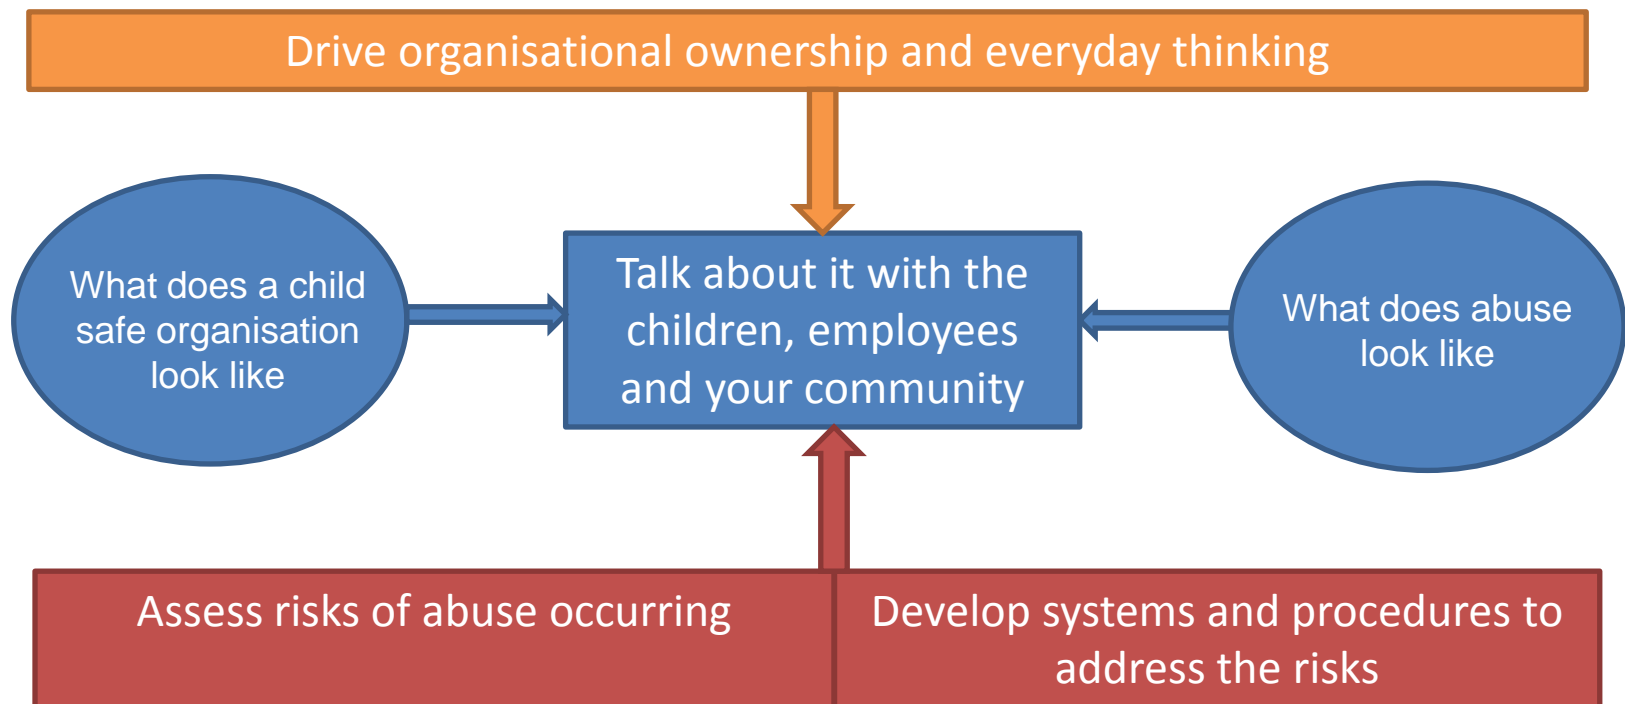 Drive organisational ownership and everyday thinking
What does a child
safe organisation
look like
Talk about it with the
children, employees
and your community
What does abuse
look like
Assess risks of abuse occurring
Develop systems and procedures to
address the risks